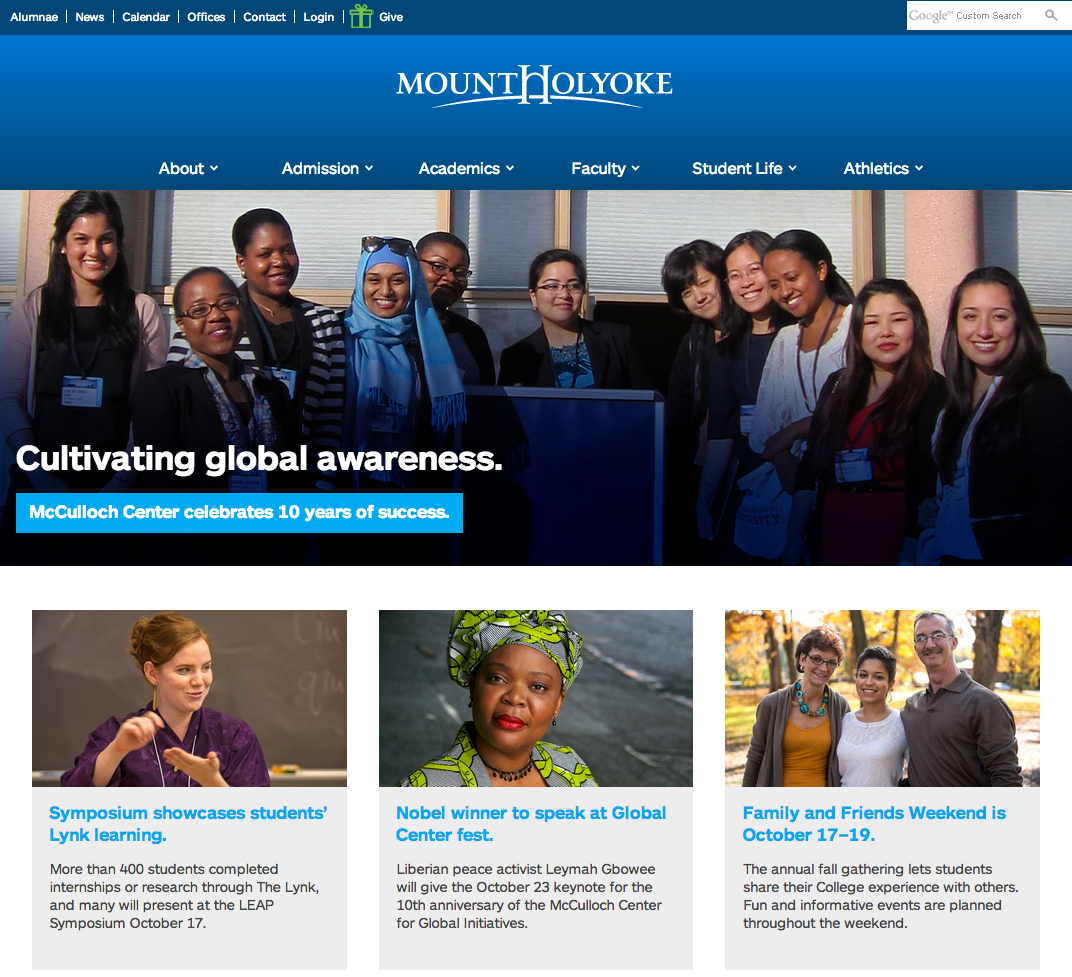 Alumnae
News
Calendar
Offices
Contact
Login
Give
Google™ Custom Search
MOUNT HOLYOKE
About
Admission
Academics
Faculty
Student Life
Athletics
Cultivating global awareness.
McCulloch Center celebrates 10 years of success.
Symposium showcases students’
Lynk learning.
More than 400 students completed
internships or research through The Lynk,
and many will present at the LEAP
Symposium October 17.
Nobel winner to speak at Global
Center fest.
Liberian peace activist Leymah Gbowee
will give the October 23 keynote for the
10th anniversary of the McCulloch Center
for Global Initiatives.
Family and Friends Weekend is
October 17–19.
The annual fall gathering lets students
share their College experience with others.
Fun and informative events are planned
throughout the weekend.